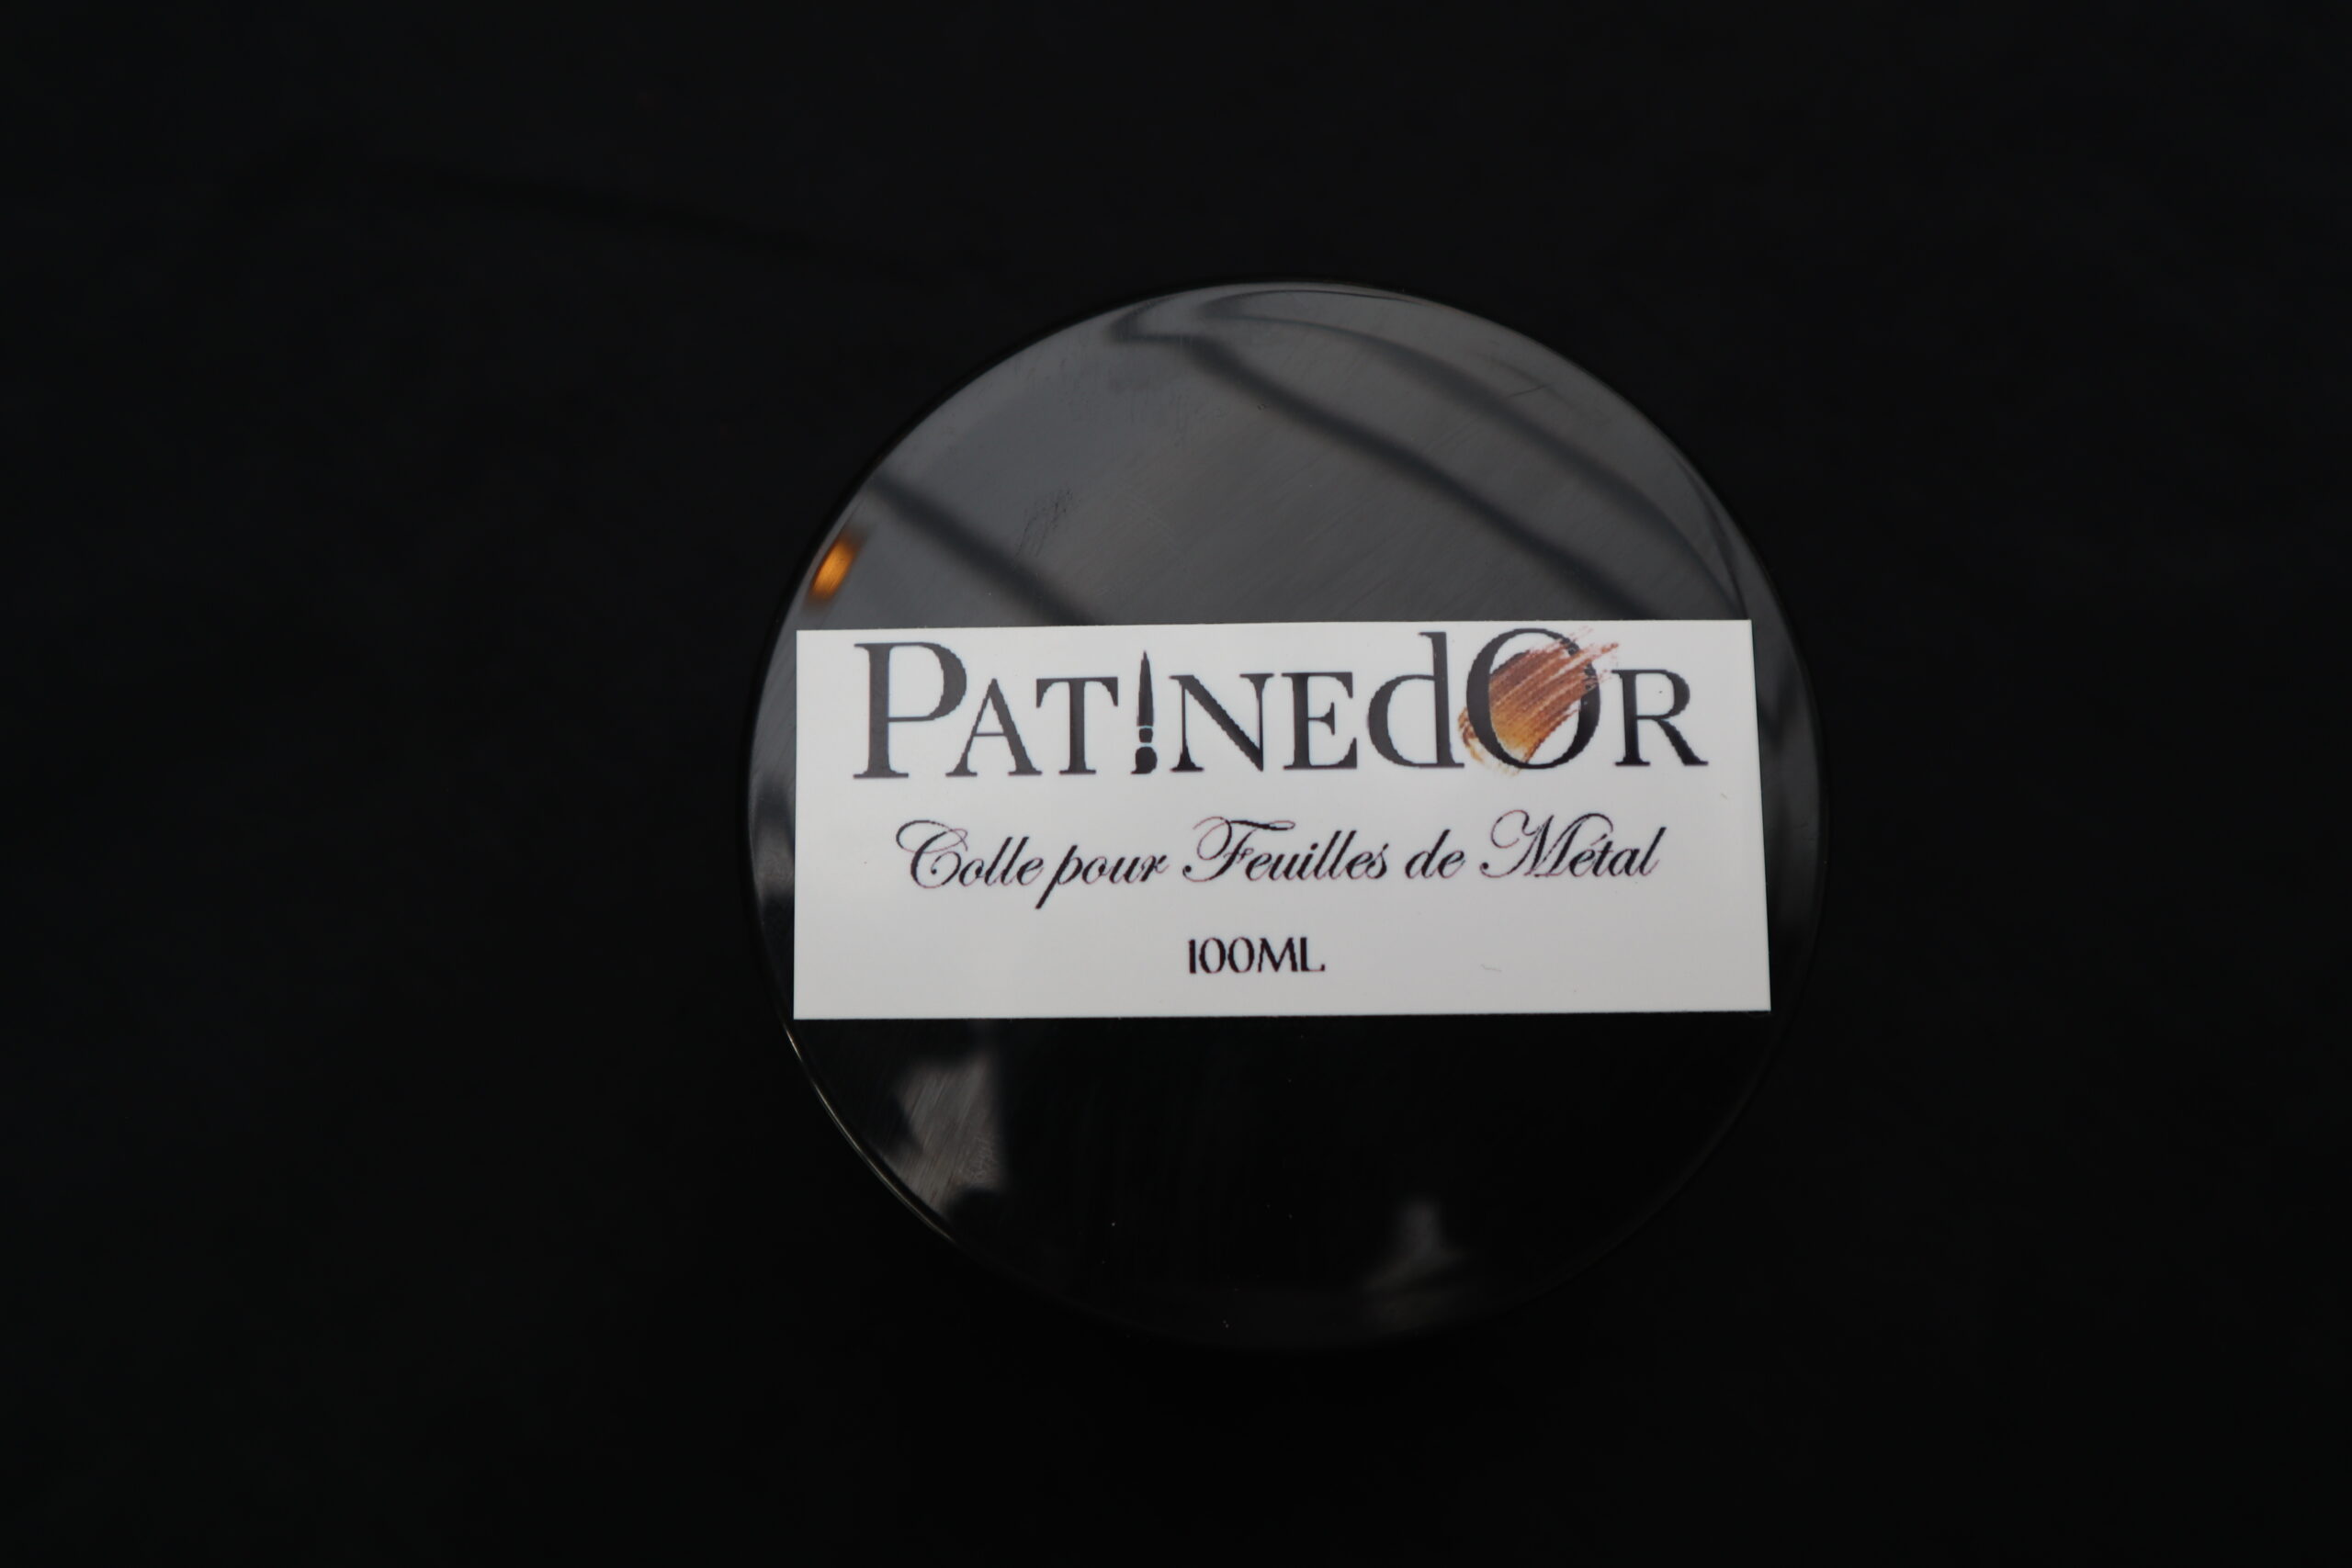 PATINEdOR
Colle pour Feuilles de Métal
100ML